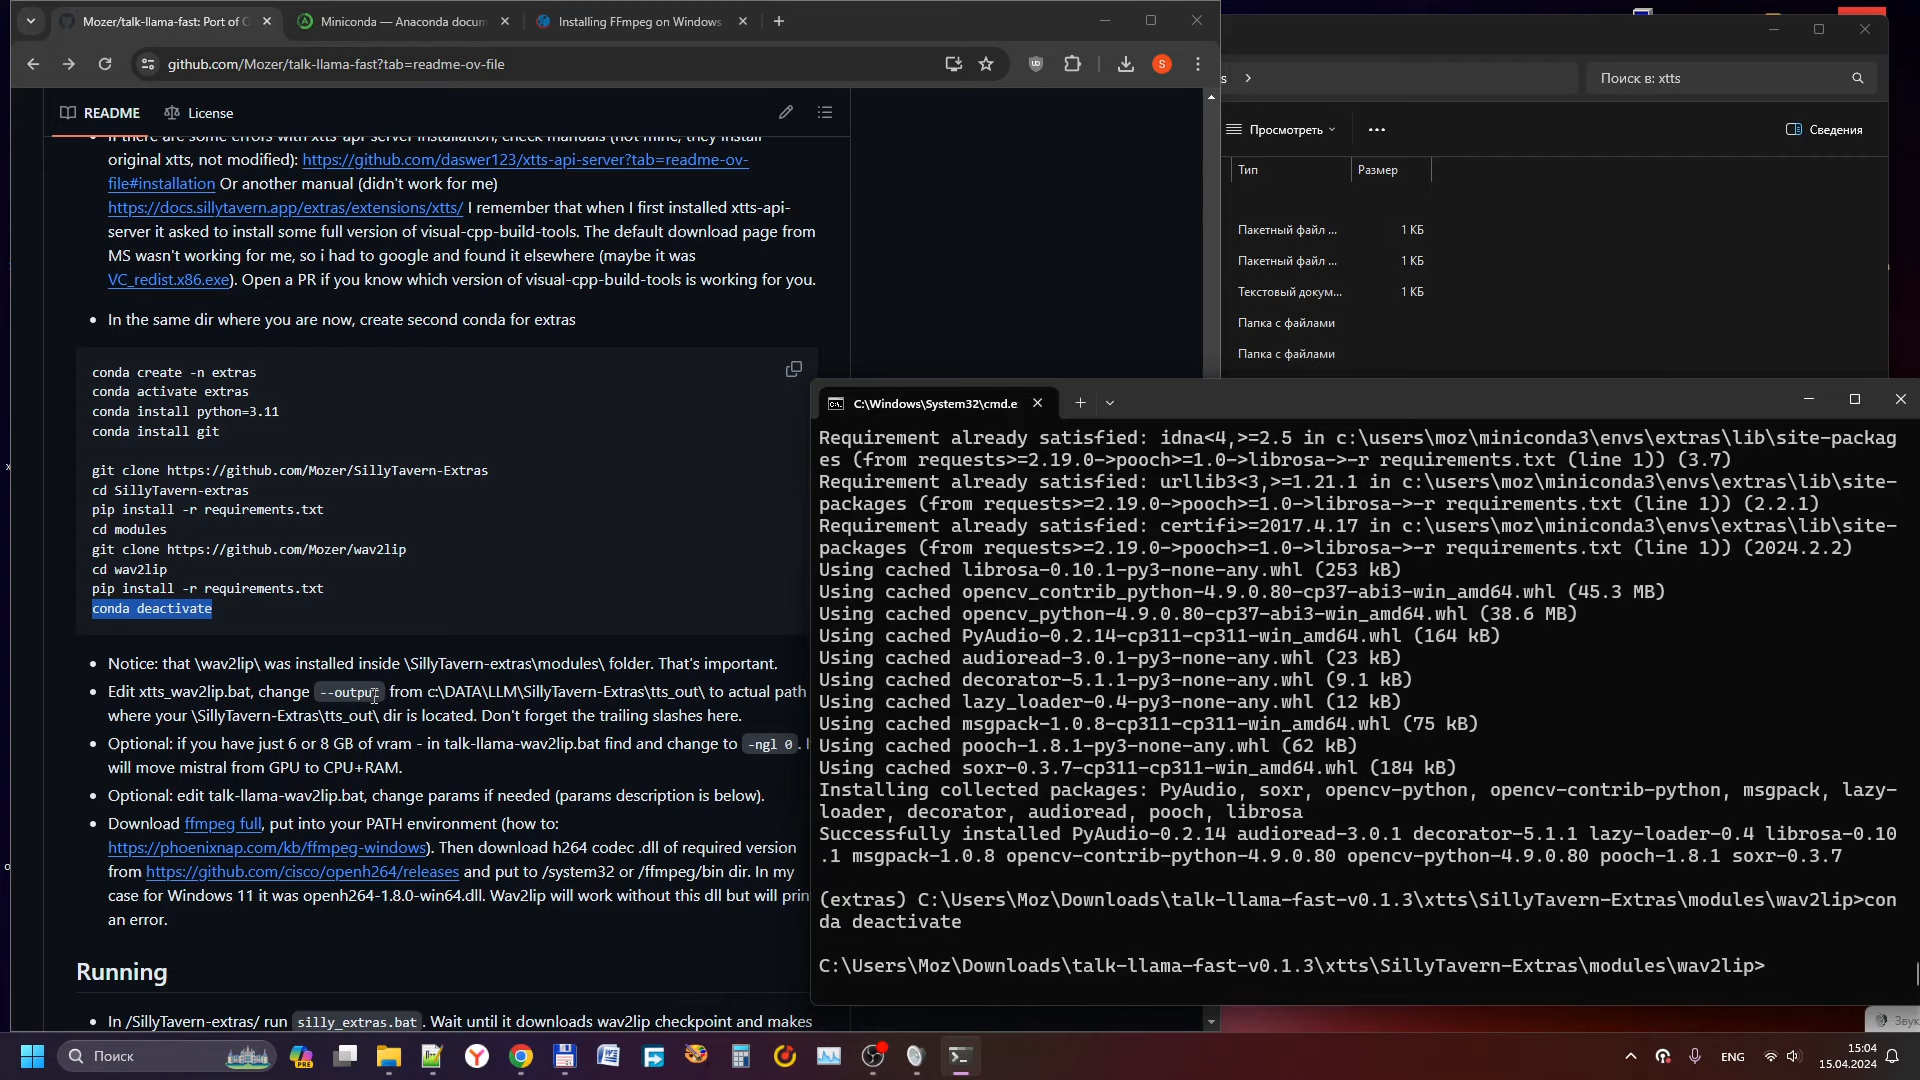 Mozer/talk-llama-fast: Port of C
Miniconda — Anaconda docum
Installing FFmpeg on Windows
github.com/Mozer/talk-llama-fast?tab=readme-ov-file
S
README
License
If there are some errors with xtts-api-server installation, check manuals (not mine, they install
original xtts, not modified): https://github.com/daswer123/xtts-api-server?tab=readme-ov-
file#installation Or another manual (didn't work for me)
https://docs.sillytavern.app/extras/extensions/xtts/ I remember that when I first installed xtts-api-
server it asked to install some full version of visual-cpp-build-tools. The default download page from
MS wasn't working for me, so i had to google and found it elsewhere (maybe it was
VC_redist.x86.exe). Open a PR if you know which version of visual-cpp-build-tools is working for you.
In the same dir where you are now, create second conda for extras
conda create -n extras
conda activate extras
conda install python=3.11
conda install git
git clone https://github.com/Mozer/SillyTavern-Extras
cd SillyTavern-extras
pip install -r requirements.txt
cd modules
git clone https://github.com/Mozer/wav2lip
cd wav2lip
pip install -r requirements.txt
conda deactivate
Notice: that \wav2lip\ was installed inside \SillyTavern-extras\modules\ folder. That's important.
Edit xtts_wav2lip.bat, change --output from c:\DATA\LLM\SillyTavern-Extras\tts_out\ to actual path
where your \SillyTavern-Extras\tts_out\ dir is located. Don't forget the trailing slashes here.
Optional: if you have just 6 or 8 GB of vram - in talk-llama-wav2lip.bat find and change to -ngl 0 .
will move mistral from GPU to CPU+RAM.
Optional: edit talk-llama-wav2lip.bat, change params if needed (params description is below).
Download ffmpeg full, put into your PATH environment (how to:
https://phoenixnap.com/kb/ffmpeg-windows). Then download h264 codec .dll of required version
from https://github.com/cisco/openh264/releases and put to /system32 or /ffmpeg/bin dir. In my
case for Windows 11 it was openh264-1.8.0-win64.dll. Wav2lip will work without this dll but will prin
an error.
Running
In /SillyTavern-extras/ run silly_extras.bat. Wait until it downloads wav2lip checkpoint and makes
s
Поиск в: xtts
Просмотреть
Сведения
Тип
Размер
Пакетный файл ...
1 КБ
Пакетный файл ...
1 КБ
Текстовый докум...
1 КБ
Папка с файлами
Папка с файлами
C:\Windows\System32\cmd.e
Requirement already satisfied: idna<4,>=2.5 in c:\users\moz\miniconda3\envs\extras\lib\site-packag
es (from requests>=2.19.0->pooch>=1.0->librosa->-r requirements.txt (line 1)) (3.7)
Requirement already satisfied: urllib3<3,>=1.21.1 in c:\users\moz\miniconda3\envs\extras\lib\site-
packages (from requests>=2.19.0->pooch>=1.0->librosa->-r requirements.txt (line 1)) (2.2.1)
Requirement already satisfied: certifi>=2017.4.17 in c:\users\moz\miniconda3\envs\extras\lib\site-
packages (from requests>=2.19.0->pooch>=1.0->librosa->-r requirements.txt (line 1)) (2024.2.2)
Using cached librosa-0.10.1-py3-none-any.whl (253 kB)
Using cached opencv_contrib_python-4.9.0.80-cp37-abi3-win_amd64.whl (45.3 MB)
Using cached opencv_python-4.9.0.80-cp37-abi3-win_amd64.whl (38.6 MB)
Using cached PyAudio-0.2.14-cp311-cp311-win_amd64.whl (164 kB)
Using cached audioread-3.0.1-py3-none-any.whl (23 kB)
Using cached decorator-5.1.1-py3-none-any.whl (9.1 kB)
Using cached lazy_loader-0.4-py3-none-any.whl (12 kB)
Using cached msgpack-1.0.8-cp311-cp311-win_amd64.whl (75 kB)
Using cached pooch-1.8.1-py3-none-any.whl (62 kB)
Using cached soxr-0.3.7-cp311-cp311-win_amd64.whl (184 kB)
Installing collected packages: PyAudio, soxr, opencv-python, opencv-contrib-python, msgpack, lazy-
loader, decorator, audioread, pooch, librosa
Successfully installed PyAudio-0.2.14 audioread-3.0.1 decorator-5.1.1 lazy-loader-0.4 librosa-0.10
.1 msgpack-1.0.8 opencv-contrib-python-4.9.0.80 opencv-python-4.9.0.80 pooch-1.8.1 soxr-0.3.7
(extras) C:\Users\Moz\Downloads\talk-llama-fast-v0.1.3\xtts\SillyTavern-Extras\modules\wav2lip>con
da deactivate
C:\Users\Moz\Downloads\talk-llama-fast-v0.1.3\xtts\SillyTavern-Extras\modules\wav2lip>
Звук
Поиск
PRE
ENG
15:04
15.04.2024